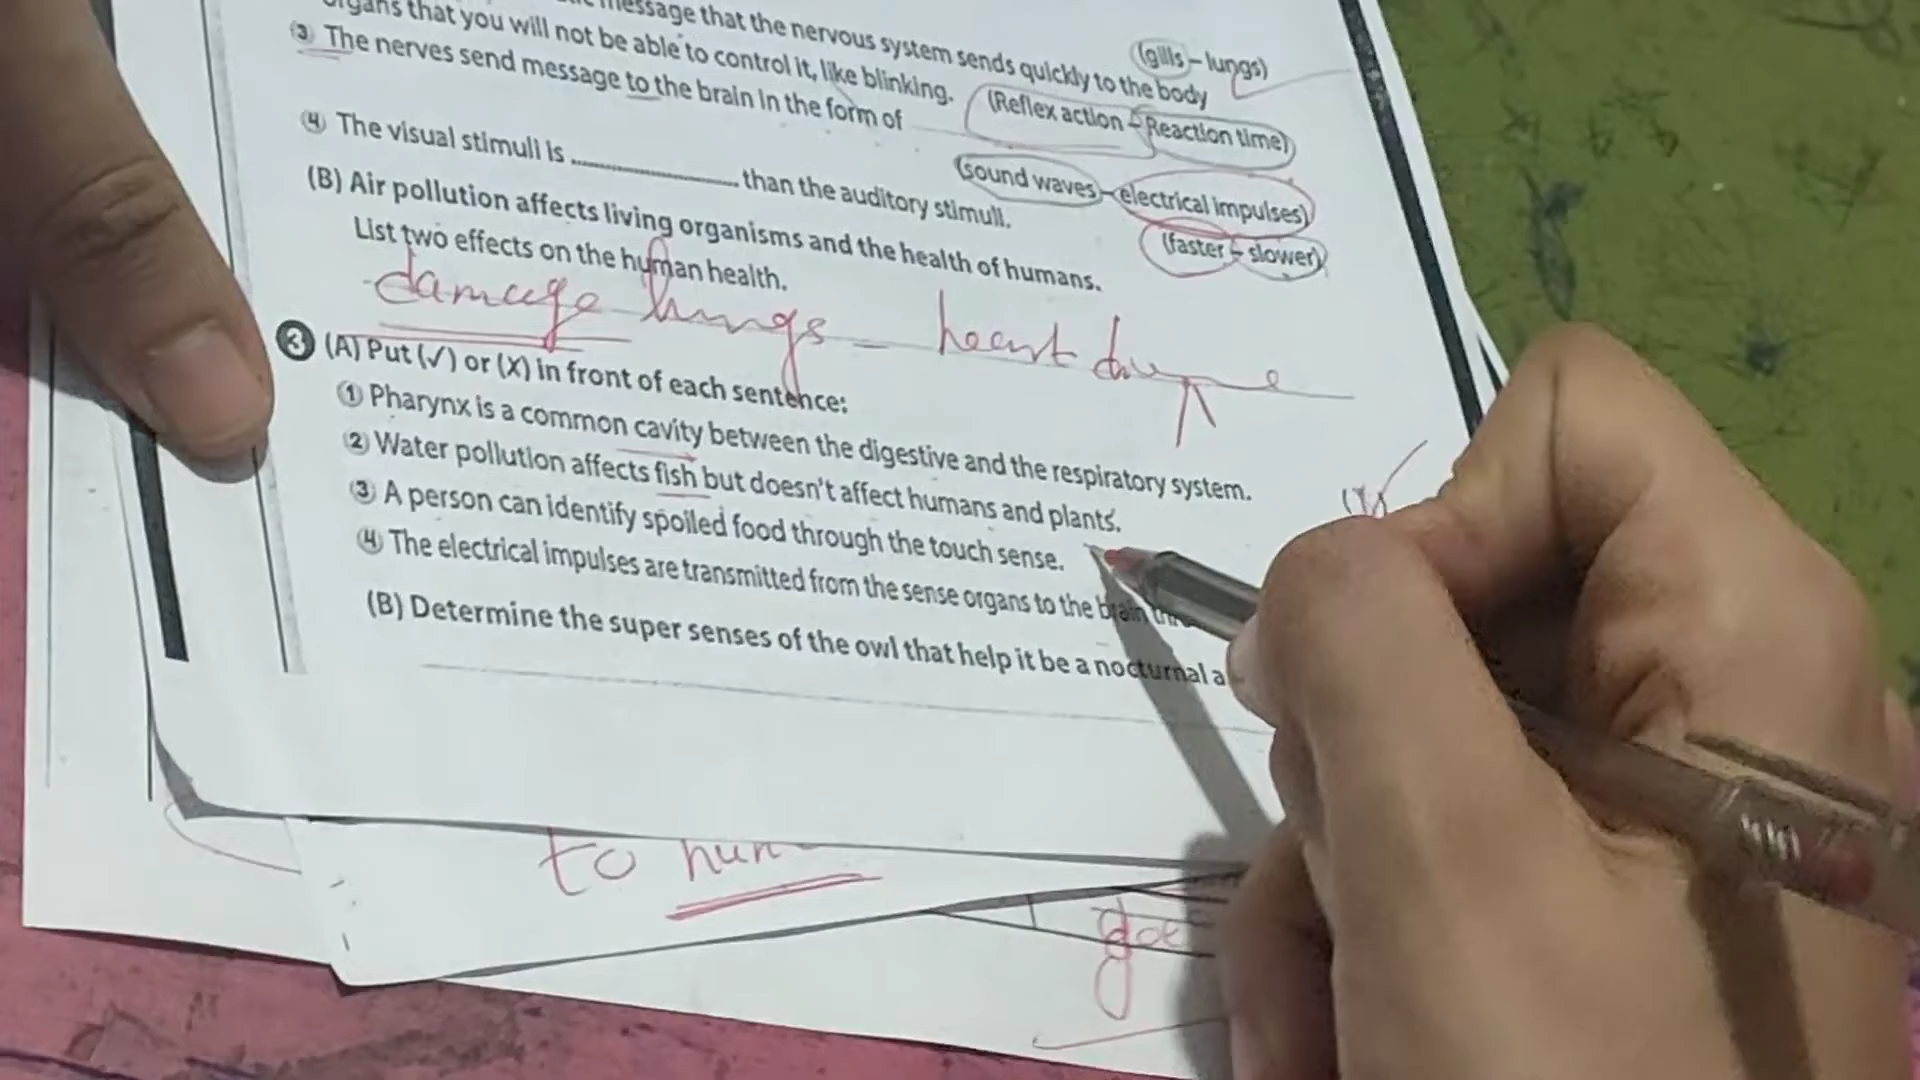 message that the nervous system sends quickly to the body
(gills – lungs)
organs that you will not be able to control it, like blinking.
(Reflex action – Reaction time)
③ The nerves send message to the brain in the form of
(sound waves – electrical impulses)
④ The visual stimuli is ............ than the auditory stimuli.
(faster – slower)
(B) Air pollution affects living organisms and the health of humans.
List two effects on the human health.
damage lungs – heart
❸ (A) Put (✓) or (X) in front of each sentence:
① Pharynx is a common cavity between the digestive and the respiratory system.
② Water pollution affects fish but doesn't affect humans and plants.
③ A person can identify spoiled food through the touch sense.
④ The electrical impulses are transmitted from the sense organs to the brain
(B) Determine the super senses of the owl that help it be a nocturnal a
to